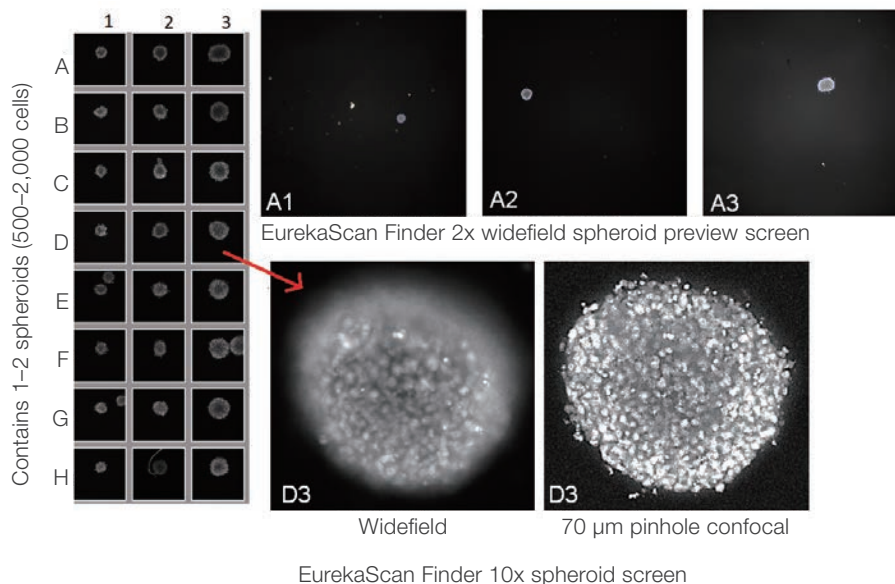 1 2 3
A
B
C
D
E
F
G
H
Contains 1–2 spheroids (500–2,000 cells)
A1 A2 A3
EurekaScan Finder 2x widefield spheroid preview screen
D3 D3
Widefield 70 µm pinhole confocal
EurekaScan Finder 10x spheroid screen